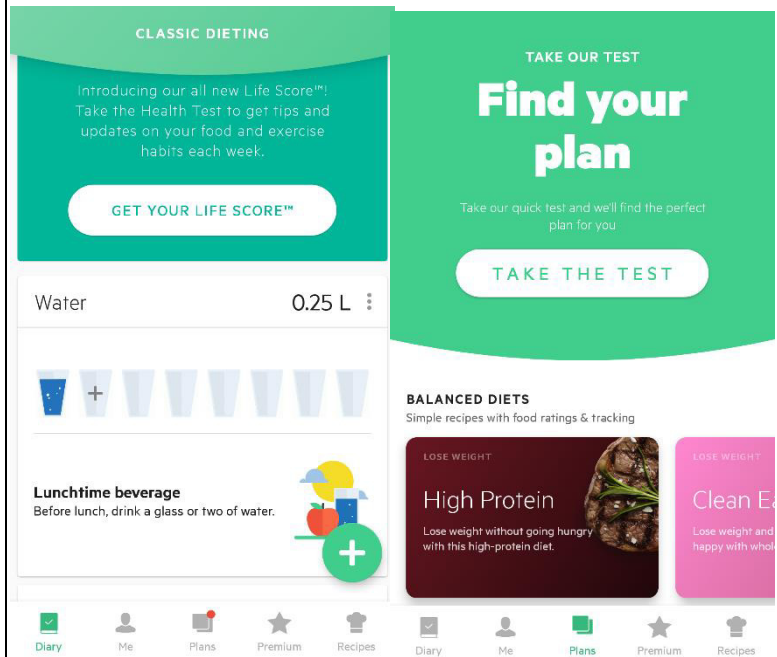 CLASSIC DIETING
Introducing our all new Life Score™!
Take the Health Test to get tips and
updates on your food and exercise
habits each week.
GET YOUR LIFE SCORE™
Water
0.25 L
+
Lunchtime beverage
Before lunch, drink a glass or two of water.
+
Diary
Me
Plans
Premium
Recipes
TAKE OUR TEST
Find your
plan
Take our quick test and we'll find the perfect
plan for you
TAKE THE TEST
BALANCED DIETS
Simple recipes with food ratings & tracking
LOSE WEIGHT
High Protein
Lose weight without going hungry
with this high-protein diet.
LOSE WEIGHT
Clean Ea
Lose weight and
happy with whol
Diary
Me
Plans
Premium
Recipes